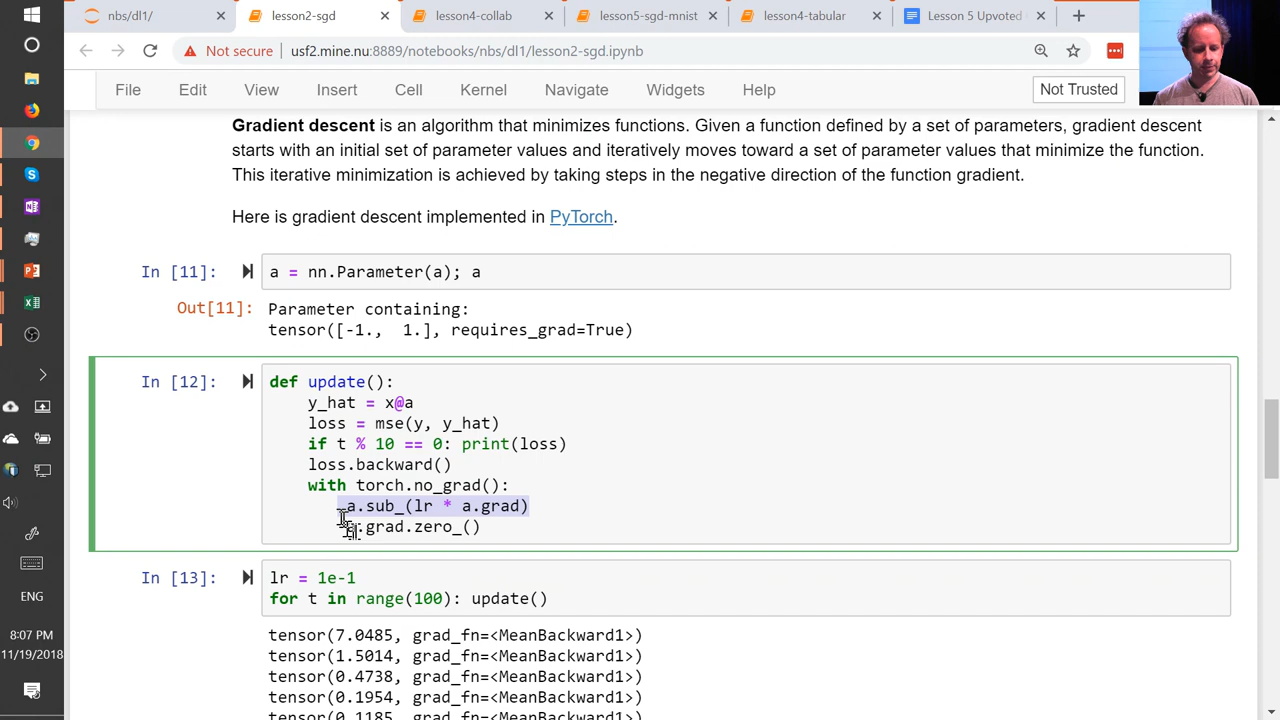 nbs/dl1/
lesson2-sgd
lesson4-collab
lesson5-sgd-mnist
lesson4-tabular
Lesson 5 Upvoted
Not secure
usf2.mine.nu:8889/notebooks/nbs/dl1/lesson2-sgd.ipynb
File Edit View Insert Cell Kernel Navigate Widgets Help Not Trusted
Gradient descent is an algorithm that minimizes functions. Given a function defined by a set of parameters, gradient descent
starts with an initial set of parameter values and iteratively moves toward a set of parameter values that minimize the function.
This iterative minimization is achieved by taking steps in the negative direction of the function gradient.
Here is gradient descent implemented in PyTorch.
In [11]: a = nn.Parameter(a); a
Out[11]: Parameter containing:
tensor([-1., 1.], requires_grad=True)
In [12]: def update():
y_hat = x@a
loss = mse(y, y_hat)
if t % 10 == 0: print(loss)
loss.backward()
with torch.no_grad():
a.sub_(lr * a.grad)
a.grad.zero_()
In [13]: lr = 1e-1
for t in range(100): update()
tensor(7.0485, grad_fn=<MeanBackward1>)
tensor(1.5014, grad_fn=<MeanBackward1>)
tensor(0.4738, grad_fn=<MeanBackward1>)
tensor(0.1954, grad_fn=<MeanBackward1>)
tensor(0.1185, grad_fn=<MeanBackward1>)
ENG
8:07 PM
11/19/2018